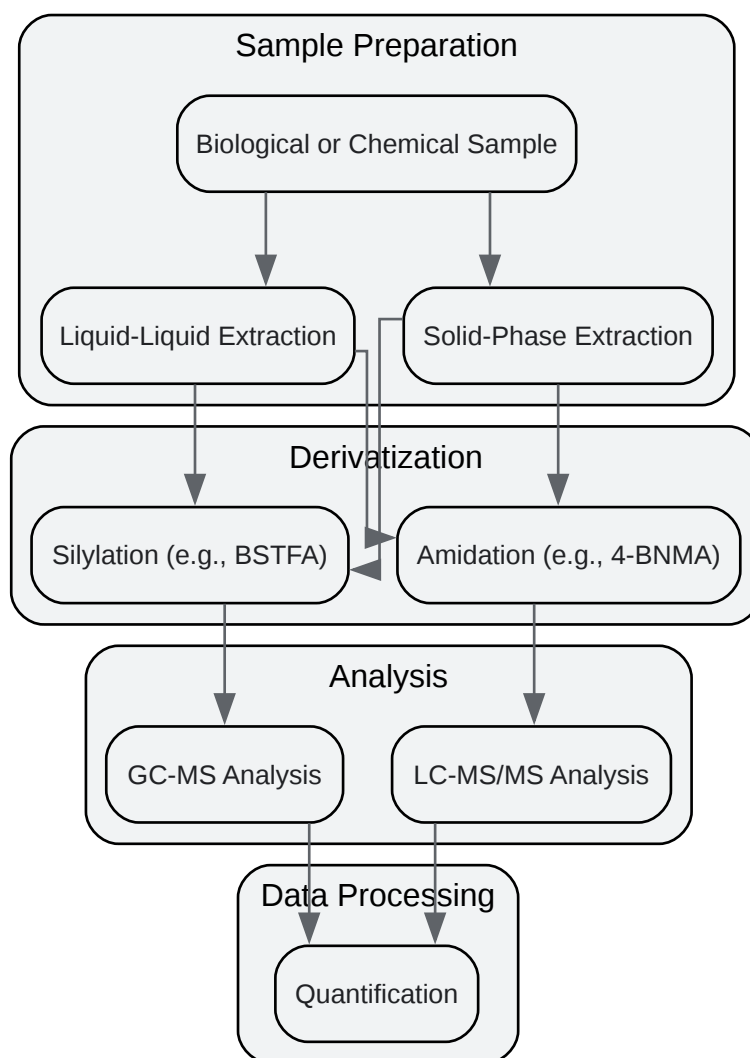 Sample Preparation
Biological or Chemical Sample
Liquid-Liquid Extraction
Solid-Phase Extraction
Derivatization
Silylation (e.g., BSTFA)
Amidation (e.g., 4-BNMA)
Analysis
GC-MS Analysis
LC-MS/MS Analysis
Data Processing
Quantification